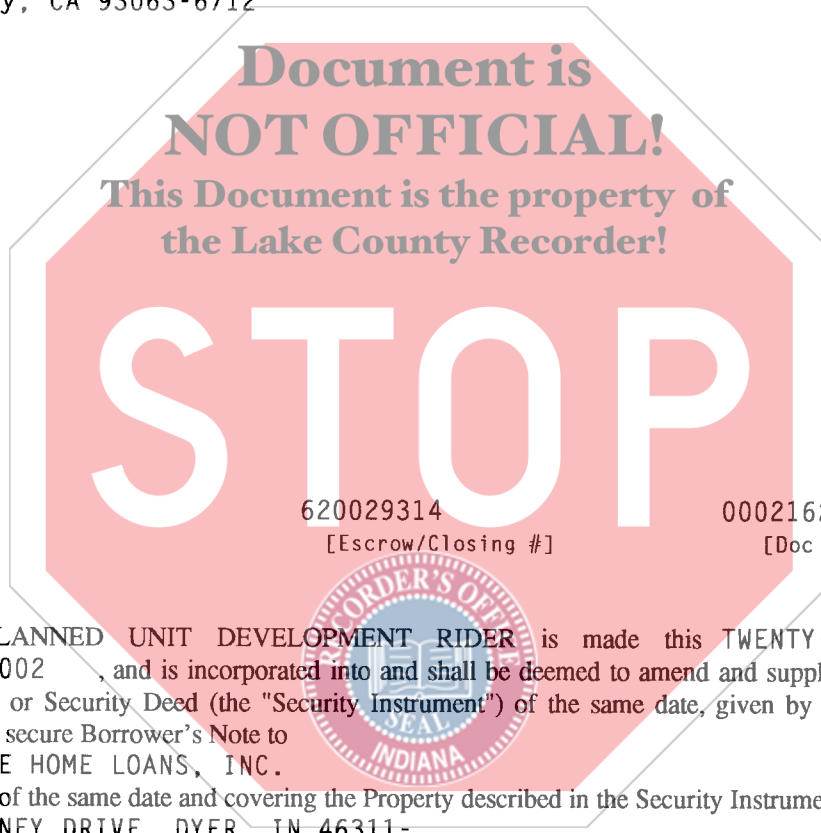 y, CA 93063-6712
Document is
NOT OFFICIAL!
This Document is the property of
the Lake County Recorder!
STOP
620029314 0002162
[Escrow/Closing #] [Doc
RECORDER'S OFFICE
LANNED UNIT DEVELOPMENT RIDER is made this TWENTY
002 , and is incorporated into and shall be deemed to amend and suppl
or Security Deed (the "Security Instrument") of the same date, given by
SEAL
secure Borrower's Note to
INDIANA
E HOME LOANS, INC.
of the same date and covering the Property described in the Security Instrume
NEY DRIVE, DYER, IN 46311-